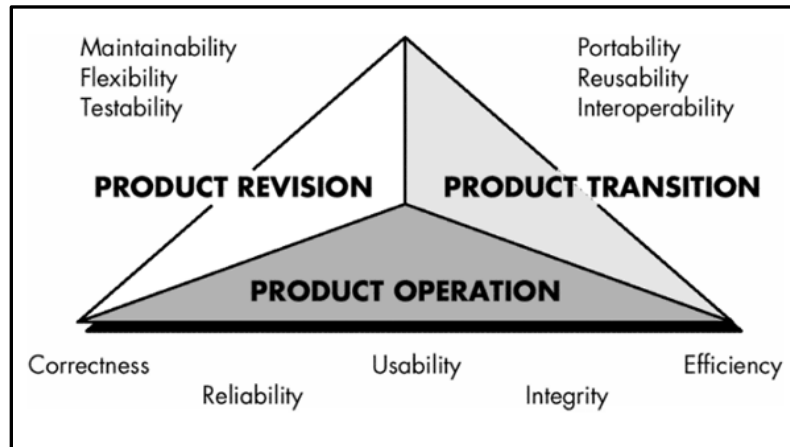 Maintainability
Flexibility
Testability
Portability
Reusability
Interoperability
PRODUCT REVISION
PRODUCT TRANSITION
PRODUCT OPERATION
Correctness
Usability
Efficiency
Reliability
Integrity